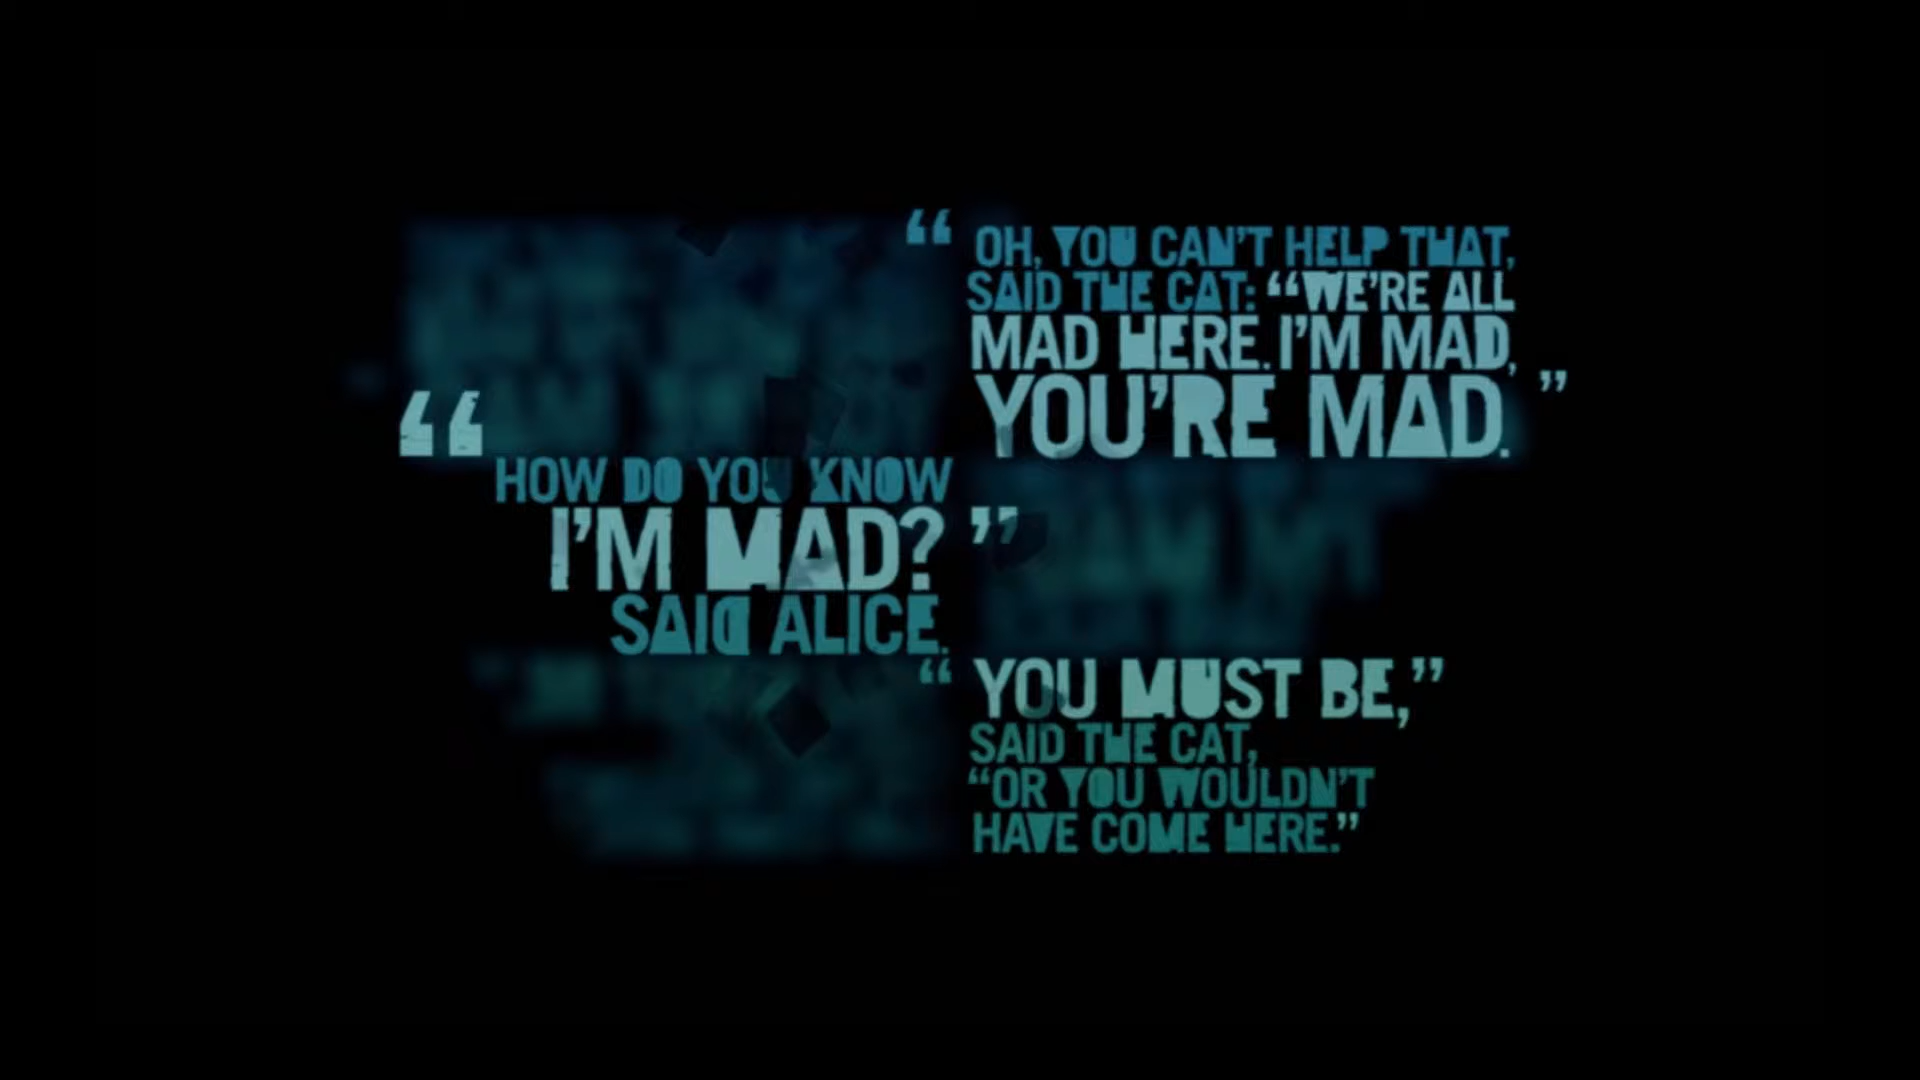 “ OH, YOU CAN'T HELP THAT,
SAID THE CAT: “WE'RE ALL
MAD HERE. I'M MAD,
YOU'RE MAD. ”
“ HOW DO YOU KNOW
I'M MAD? ”
SAID ALICE.
“ YOU MUST BE,”
SAID THE CAT,
“OR YOU WOULDN'T
HAVE COME HERE.”